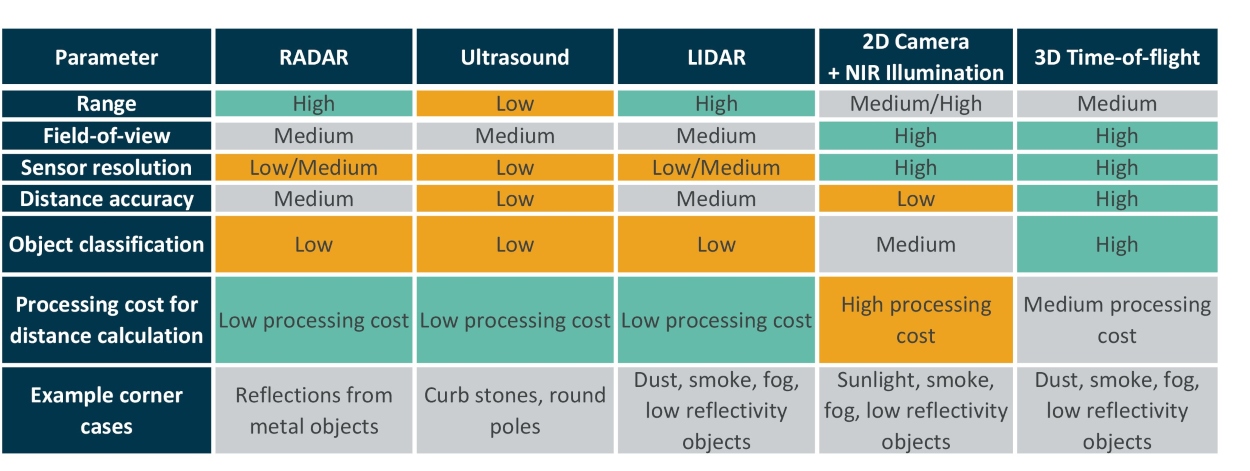 Parameter
RADAR
Ultrasound
LIDAR
2D Camera
+ NIR Illumination
3D Time-of-flight
Range
High
Low
High
Medium/High
Medium
Field-of-view
Medium
Medium
Medium
High
High
Sensor resolution
Low/Medium
Low
Low/Medium
High
High
Distance accuracy
Medium
Low
Medium
Low
High
Object classification
Low
Low
Low
Medium
High
Processing cost for
distance calculation
Low processing cost
Low processing cost
Low processing cost
High processing
cost
Medium processing
cost
Example corner
cases
Reflections from
metal objects
Curb stones, round
poles
Dust, smoke, fog,
low reflectivity
objects
Sunlight, smoke,
fog, low reflectivity
objects
Dust, smoke, fog,
low reflectivity
objects